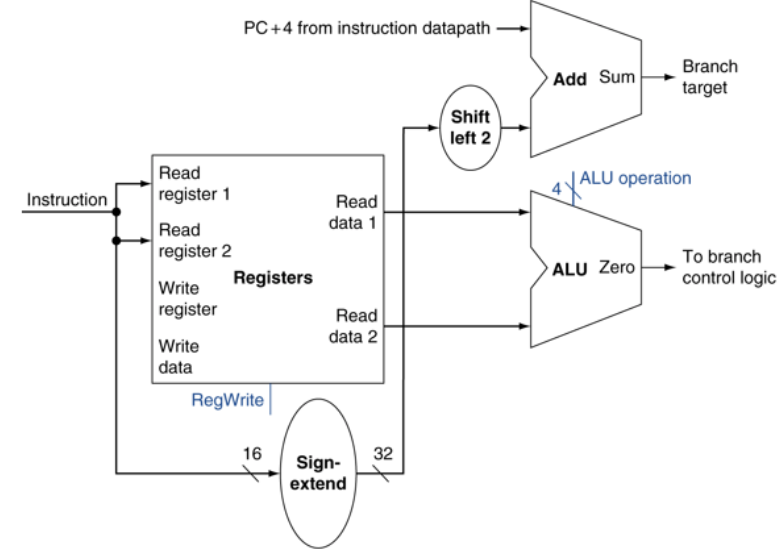 PC+4 from instruction datapath
Add Sum
Branch
target
Shift
left 2
4
ALU operation
Instruction
Read
register 1
Read
register 2
Write
register
Write
data
Registers
Read
data 1
Read
data 2
ALU Zero
To branch
control logic
RegWrite
16
Sign-
extend
32